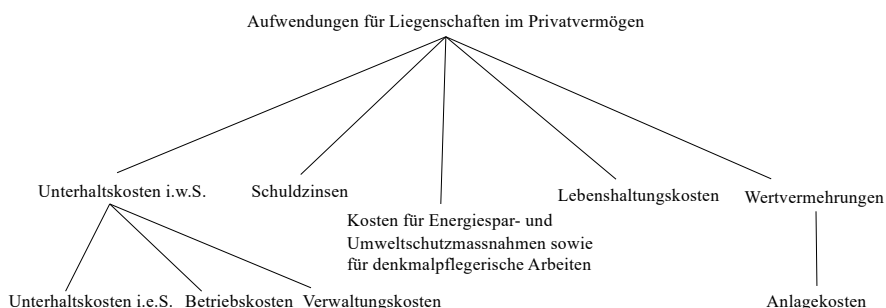 Aufwendungen für Liegenschaften im Privatvermögen
Unterhaltskosten i.w.S.
Schuldzinsen
Kosten für Energiespar- und
Umweltschutzmassnahmen sowie
für denkmalpflegerische Arbeiten
Lebenshaltungskosten
Wertvermehrungen
Unterhaltskosten i.e.S.
Betriebskosten
Verwaltungskosten
Anlagekosten